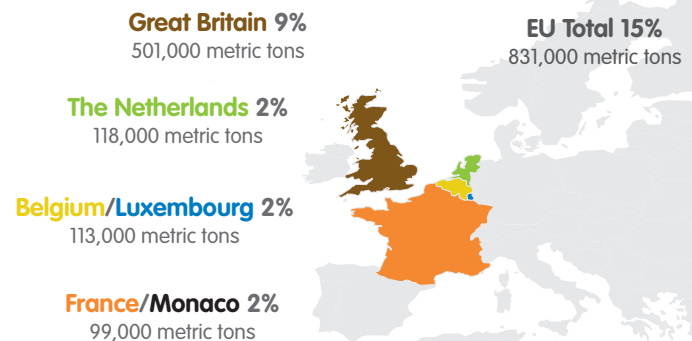 Great Britain 9%
501,000 metric tons
EU Total 15%
831,000 metric tons
The Netherlands 2%
118,000 metric tons
Belgium/Luxembourg 2%
113,000 metric tons
France/Monaco 2%
99,000 metric tons